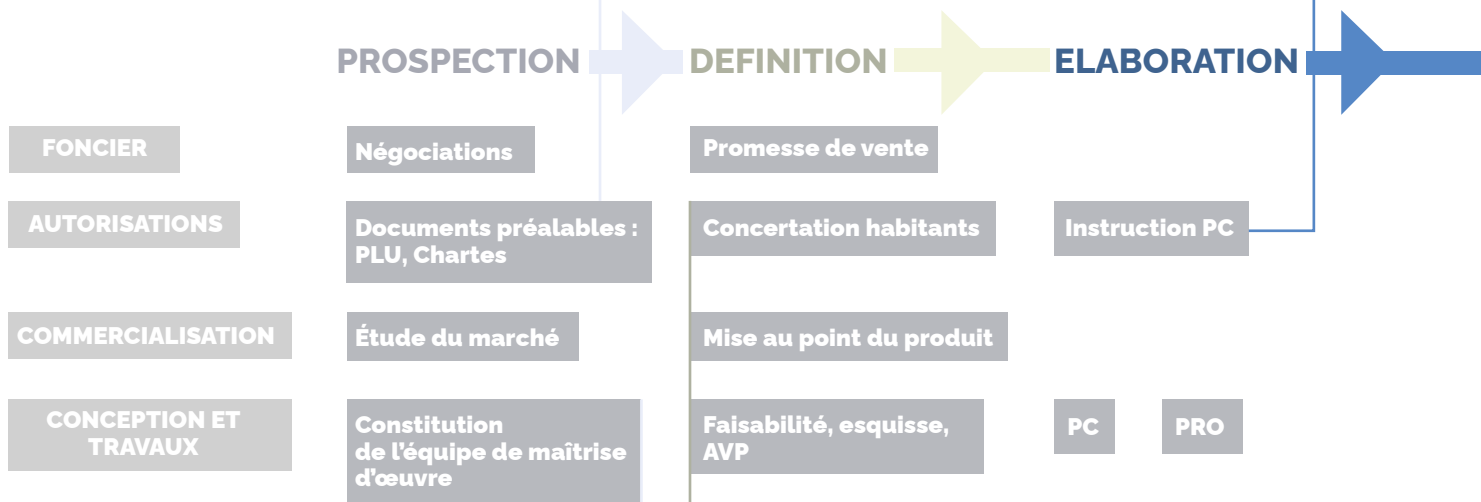 PROSPECTION DEFINITION ELABORATION
FONCIER Négociations Promesse de vente
AUTORISATIONS Documents préalables : Concertation habitants Instruction PC
PLU, Chartes
COMMERCIALISATION Étude du marché Mise au point du produit
CONCEPTION ET
TRAVAUX
Constitution
de l’équipe de maîtrise
d’œuvre
Faisabilité, esquisse,
AVP
PC PRO